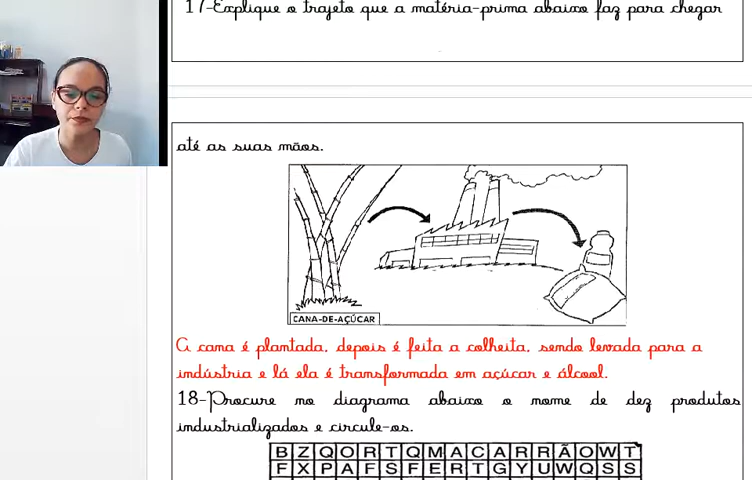 17-Explique o trajeto que a matéria-prima abaixo faz para chegar
até as suas mãos.
CANA-DE-AÇÚCAR
A cana é plantada, depois é feita a colheita, sendo levada para a
indústria e lá ela é transformada em açúcar e álcool.
18-Procure no diagrama abaixo o nome de dez produtos
industrializados e circule-os.
B Z Q O R T Q M A C A R R Ã O W T
F X P A F S F E R T G Y U W Q S S